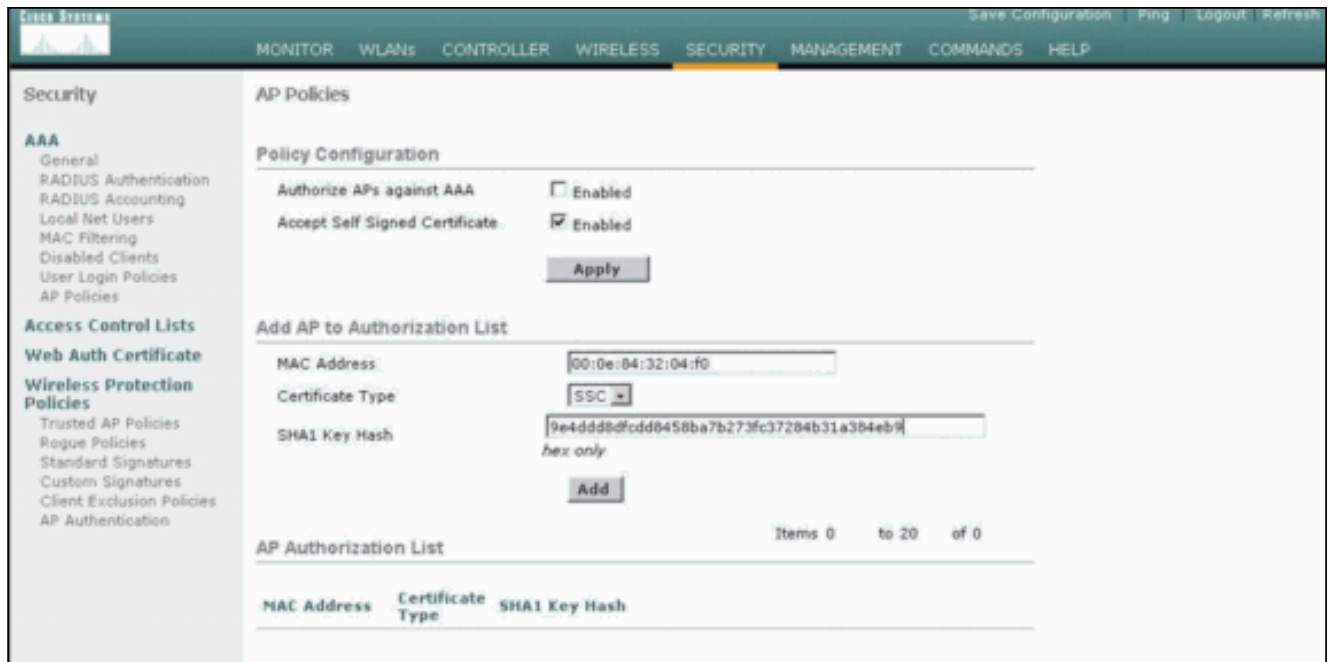 CISCO SYSTEMS
Save Configuration Ping Logout Refresh
MONITOR WLANs CONTROLLER WIRELESS SECURITY MANAGEMENT COMMANDS HELP
Security
AAA
General
RADIUS Authentication
RADIUS Accounting
Local Net Users
MAC Filtering
Disabled Clients
User Login Policies
AP Policies
Access Control Lists
Web Auth Certificate
Wireless Protection
Policies
Trusted AP Policies
Rogue Policies
Standard Signatures
Custom Signatures
Client Exclusion Policies
AP Authentication
AP Policies
Policy Configuration
Authorize APs against AAA Enabled
Accept Self Signed Certificate Enabled
Apply
Add AP to Authorization List
MAC Address 00:0e:84:32:04:f0
Certificate Type SSC
SHA1 Key Hash 9e4ddd8dfcdd8458ba7b273fc37284b31a384eb9
hex only
Add
Items 0 to 20 of 0
AP Authorization List
MAC Address Certificate Type SHA1 Key Hash